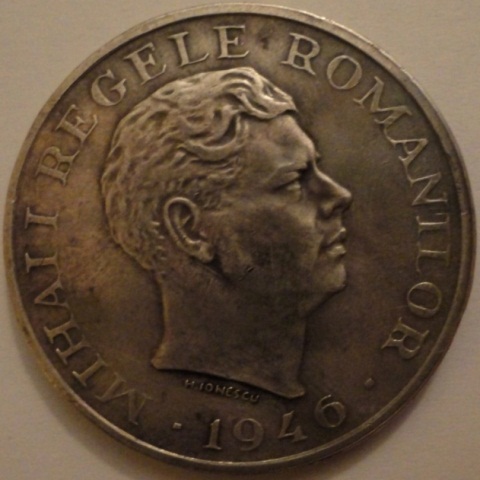 MIHAI I REGELE ROMANILOR
H. IONESCU
· 1946 ·